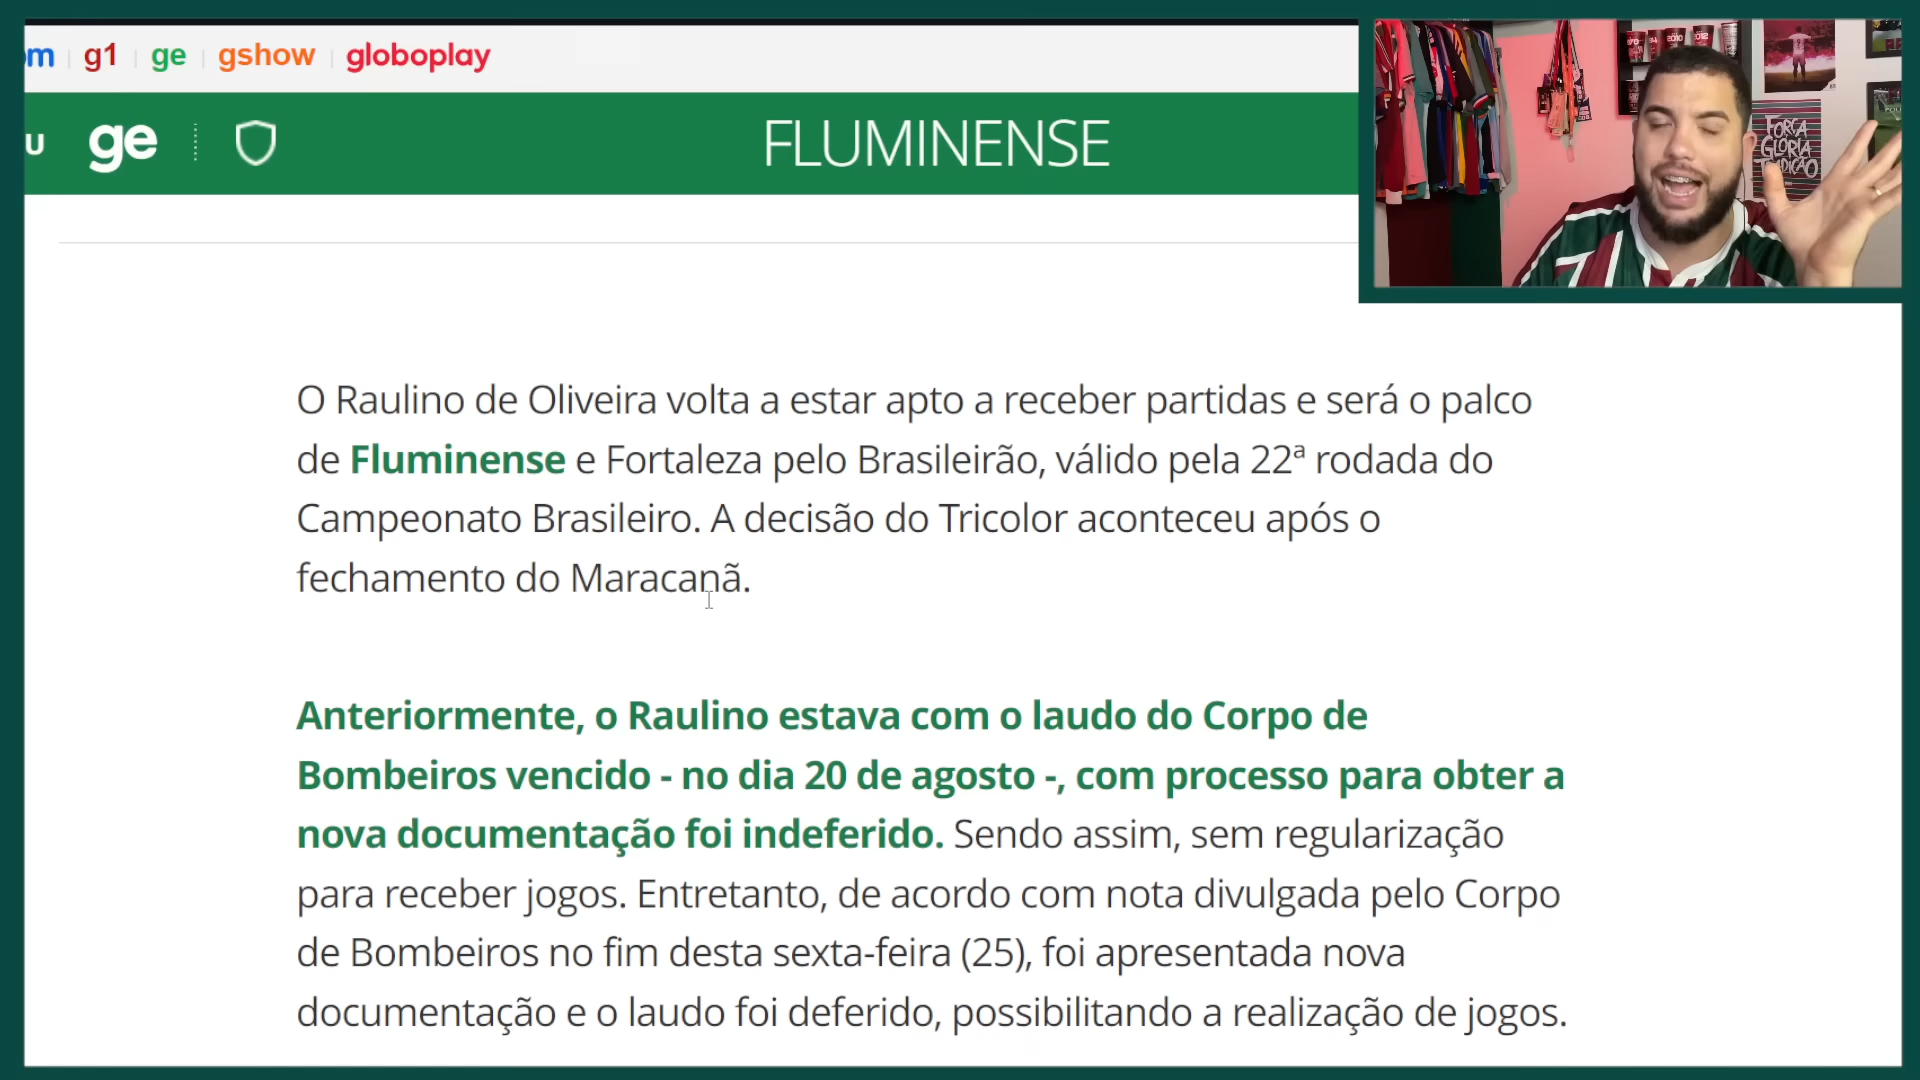 om g1 ge gshow globoplay
U ge FLUMINENSE
FORÇA
GLÓRIA
TRADIÇÃO
O Raulino de Oliveira volta a estar apto a receber partidas e será o palco
de Fluminense e Fortaleza pelo Brasileirão, válido pela 22ª rodada do
Campeonato Brasileiro. A decisão do Tricolor aconteceu após o
fechamento do Maracanã.
Anteriormente, o Raulino estava com o laudo do Corpo de
Bombeiros vencido - no dia 20 de agosto -, com processo para obter a
nova documentação foi indeferido. Sendo assim, sem regularização
para receber jogos. Entretanto, de acordo com nota divulgada pelo Corpo
de Bombeiros no fim desta sexta-feira (25), foi apresentada nova
documentação e o laudo foi deferido, possibilitando a realização de jogos.